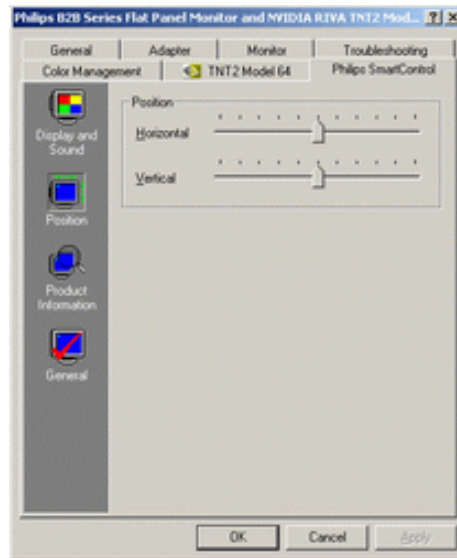 Philips B2B Series Flat Panel Monitor and NVIDIA RIVA TNT2 Mod...
General Adapter Monitor Troubleshooting
Color Management TNT2 Model 64 Philips SmartControl
Display and
Sound
Position
Product
Information
General
Position
Horizontal
Vertical
OK Cancel Apply